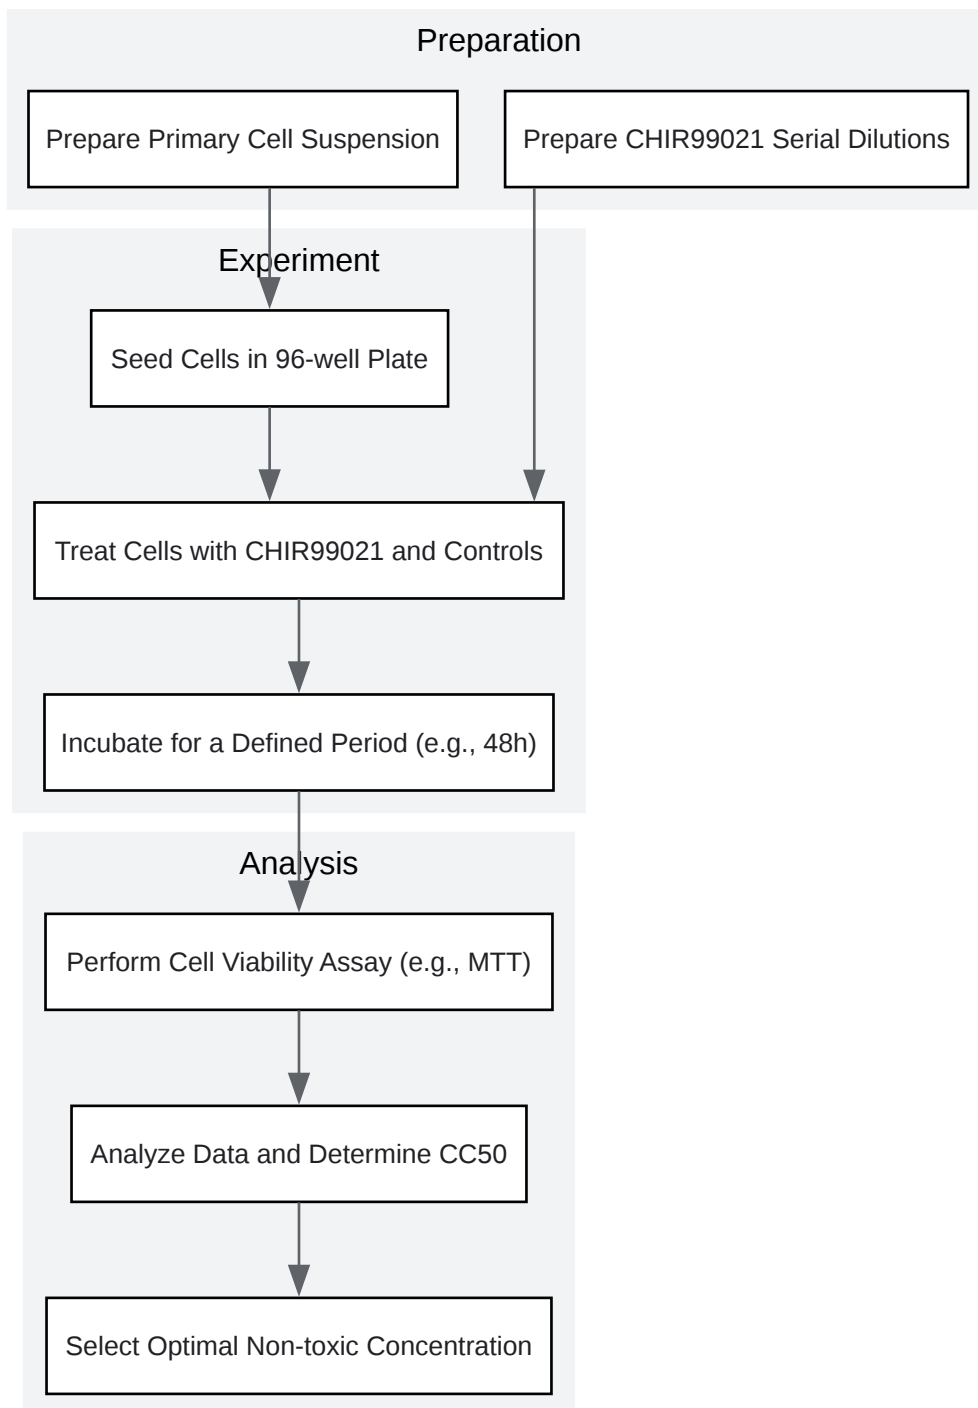 Preparation
Prepare Primary Cell Suspension
Prepare CHIR99021 Serial Dilutions
Experiment
Seed Cells in 96-well Plate
Treat Cells with CHIR99021 and Controls
Incubate for a Defined Period (e.g., 48h)
Analysis
Perform Cell Viability Assay (e.g., MTT)
Analyze Data and Determine CC50
Select Optimal Non-toxic Concentration